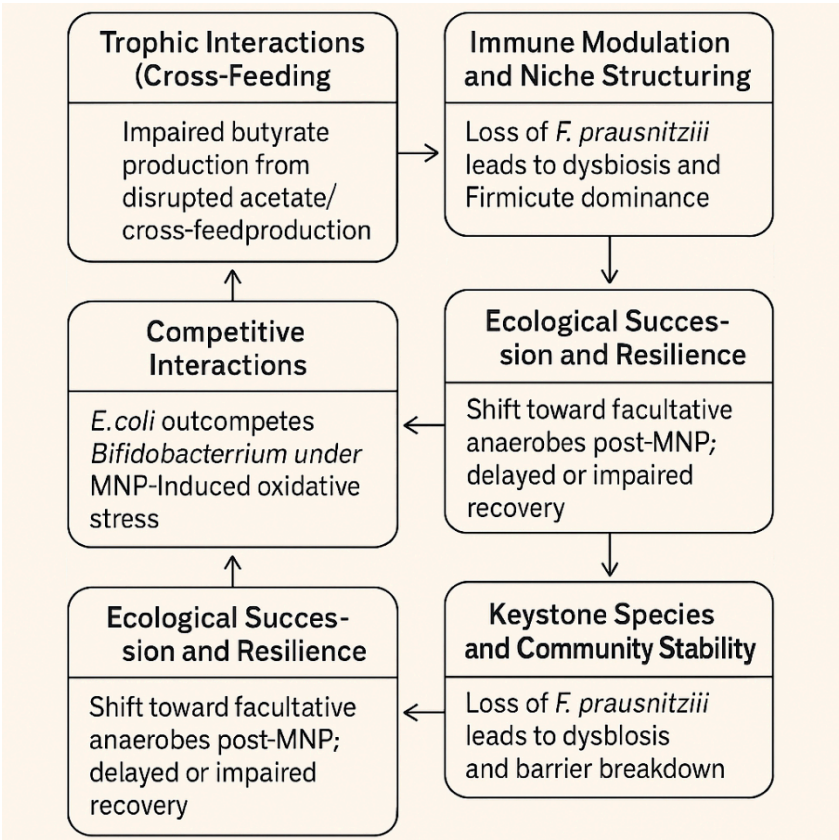 Trophic Interactions
(Cross-Feeding
Impaired butyrate
production from
disrupted acetate/
cross-feedproduction
Immune Modulation
and Niche Structuring
Loss of F. prausnitziii
leads to dysbiosis and
Firmicute dominance
Competitive
Interactions
E.coli outcompetes
Bifidobacterrium under
MNP-Induced oxidative
stress
Ecological Succes-
sion and Resilience
Shift toward facultative
anaerobes post-MNP;
delayed or impaired
recovery
Ecological Succes-
sion and Resilience
Shift toward facultative
anaerobes post-MNP;
delayed or impaired
recovery
Keystone Species
and Community Stability
Loss of F. prausnitziii
leads to dysblosis
and barrier breakdown